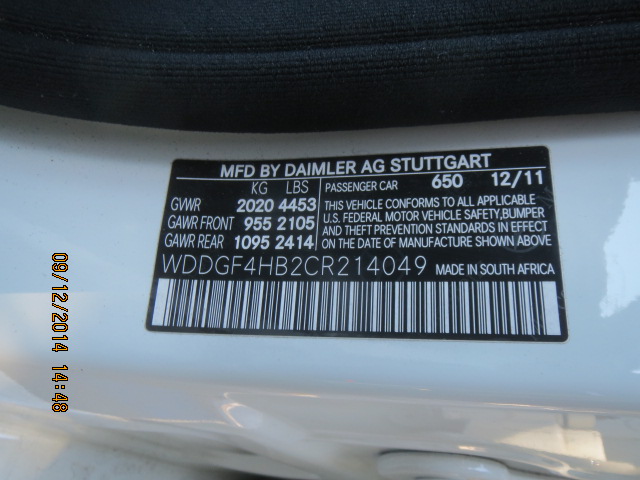 MFD BY DAIMLER AG STUTTGART
KG LBS
GVWR 2020 4453
GAWR FRONT 955 2105
GAWR REAR 1095 2414
PASSENGER CAR 650 12/11
THIS VEHICLE CONFORMS TO ALL APPLICABLE
U.S. FEDERAL MOTOR VEHICLE SAFETY,BUMPER
AND THEFT PREVENTION STANDARDS IN EFFECT
ON THE DATE OF MANUFACTURE SHOWN ABOVE
WDDGF4HB2CR214049 MADE IN SOUTH AFRICA
09/12/2014 14:48